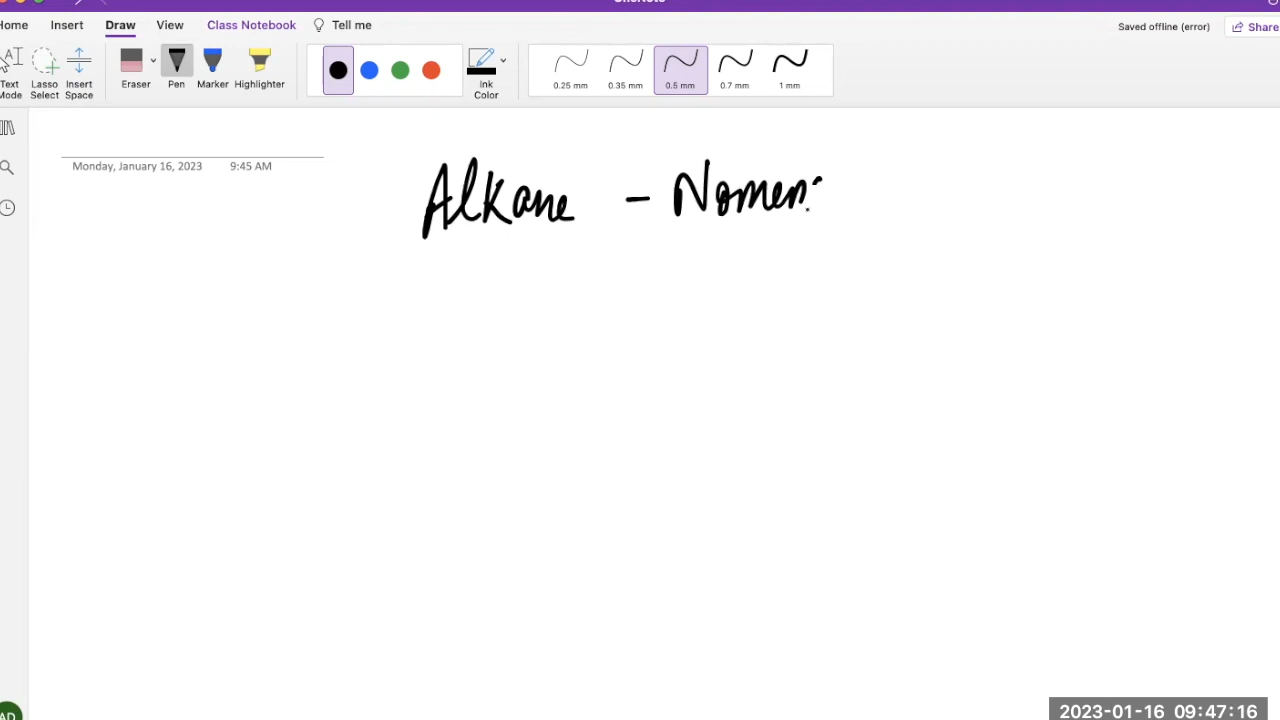 Home Insert Draw View Class Notebook Tell me Saved offline (error) Share
Text Mode Lasso Select Insert Space Eraser Pen Marker Highlighter Ink Color 0.25 mm 0.35 mm 0.5 mm 0.7 mm 1 mm
Monday, January 16, 2023 9:45 AM
Alkane - Nomen
AD
2023-01-16 09:47:16